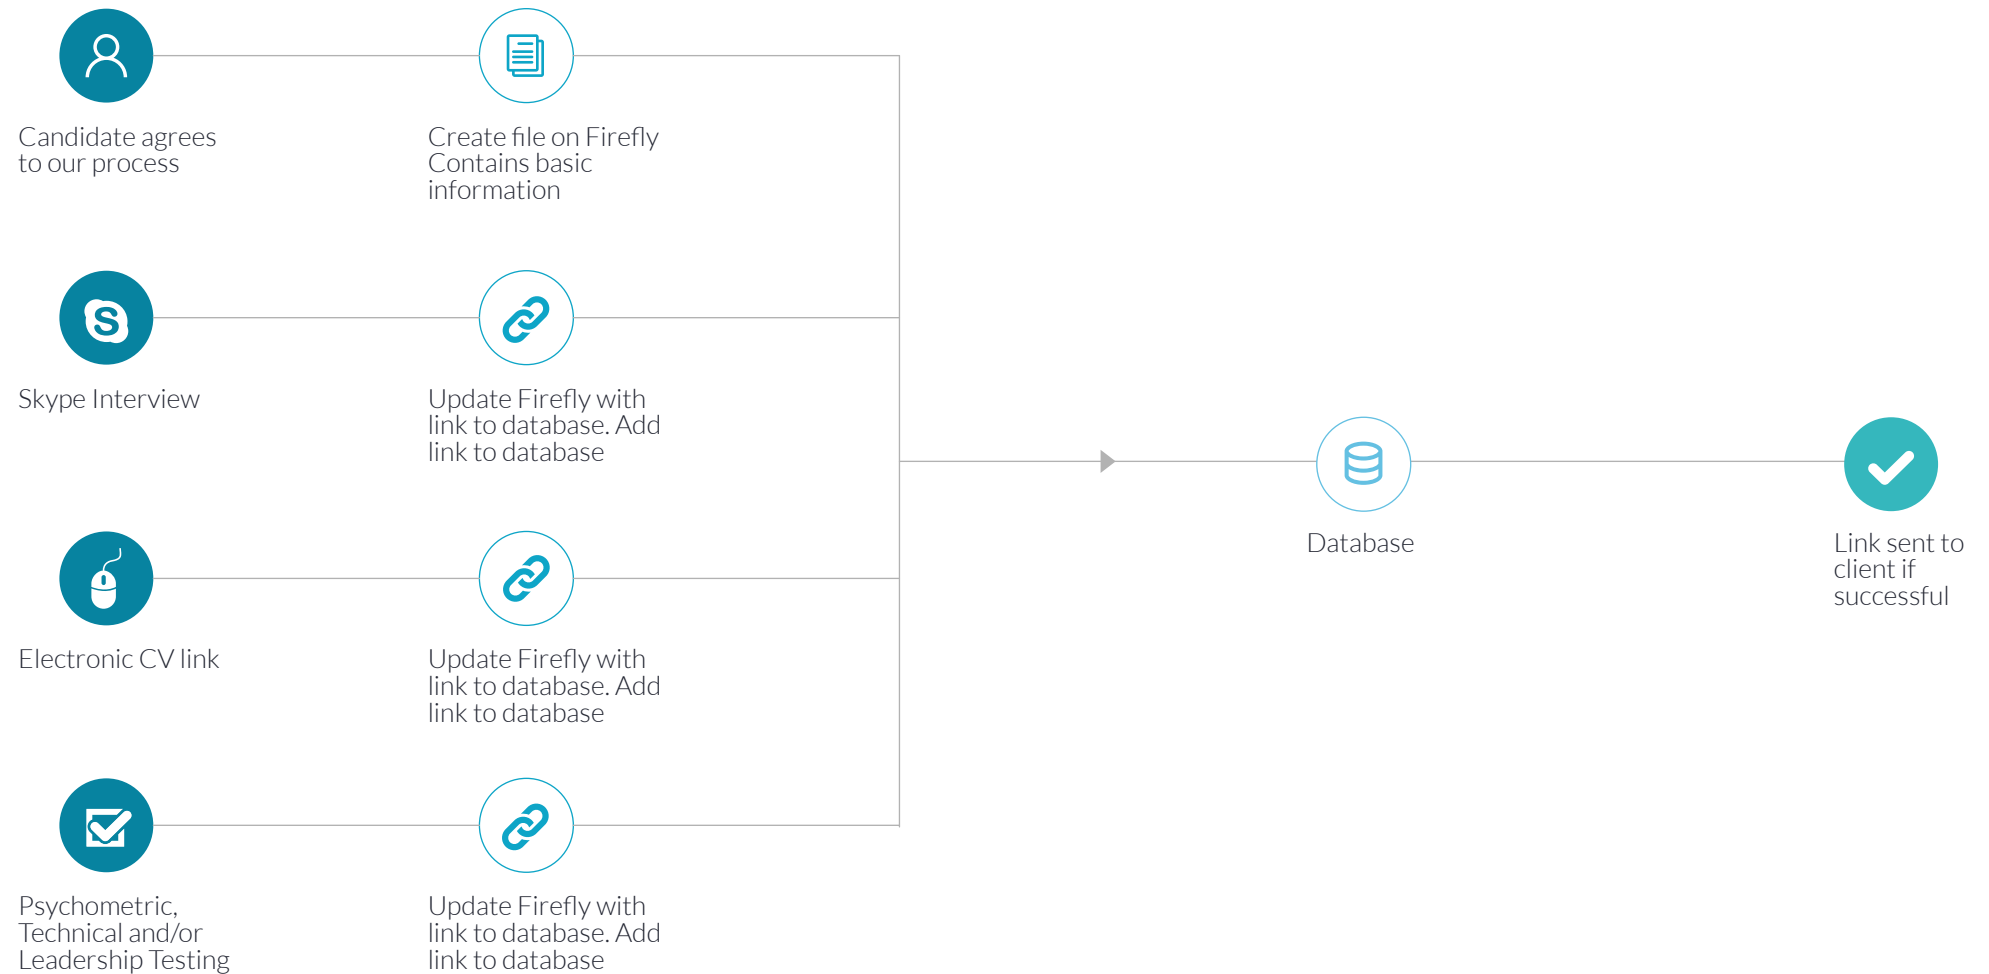 Candidate agrees
to our process
Create file on Firefly
Contains basic
information
Skype Interview
Update Firefly with
link to database. Add
link to database
Electronic CV link
Update Firefly with
link to database. Add
link to database
Psychometric,
Technical and/or
Leadership Testing
Update Firefly with
link to database. Add
link to database
Database
Link sent to
client if
successful